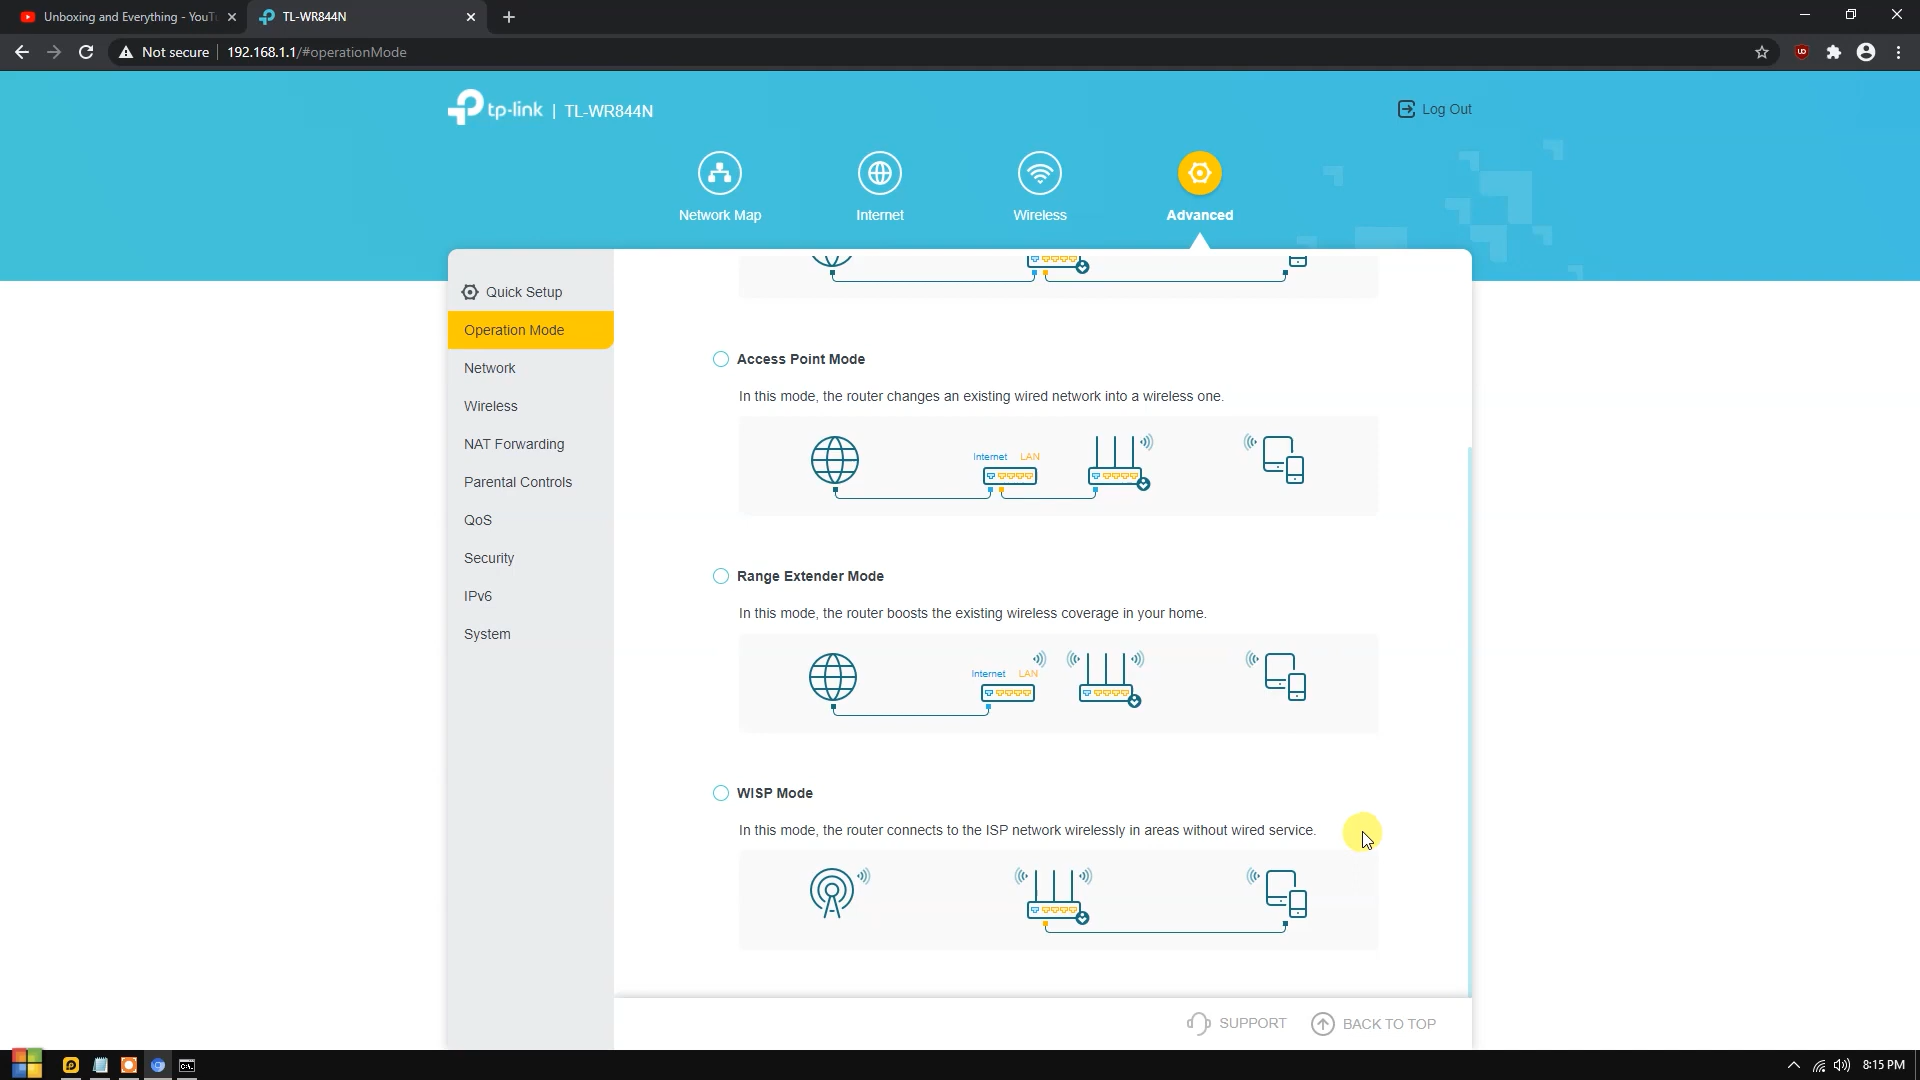 Unboxing and Everything - YouT
TL-WR844N
Not secure
192.168.1.1/#operationMode
tp-link | TL-WR844N
Log Out
Network Map
Internet
Wireless
Advanced
Quick Setup
Operation Mode
Network
Wireless
NAT Forwarding
Parental Controls
QoS
Security
IPv6
System
Access Point Mode
In this mode, the router changes an existing wired network into a wireless one.
Internet LAN
Range Extender Mode
In this mode, the router boosts the existing wireless coverage in your home.
Internet LAN
WISP Mode
In this mode, the router connects to the ISP network wirelessly in areas without wired service.
SUPPORT
BACK TO TOP
8:15 PM